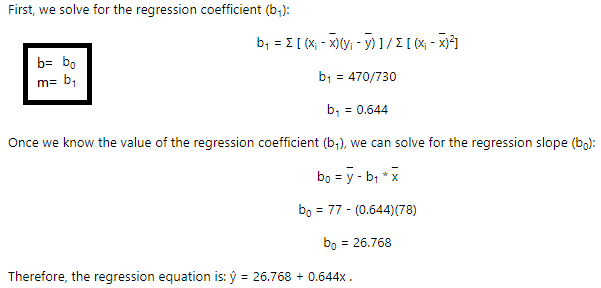 First, we solve for the regression coefficient (b₁):
b₁ = Σ [ (xᵢ - x̅)(yᵢ - y̅) ] / Σ [ (xᵢ - x̅)²]
b= b₀
m= b₁
b₁ = 470/730
b₁ = 0.644
Once we know the value of the regression coefficient (b₁), we can solve for the regression slope (b₀):
b₀ = y̅ - b₁ * x̅
b₀ = 77 - (0.644)(78)
b₀ = 26.768
Therefore, the regression equation is: ŷ = 26.768 + 0.644x .